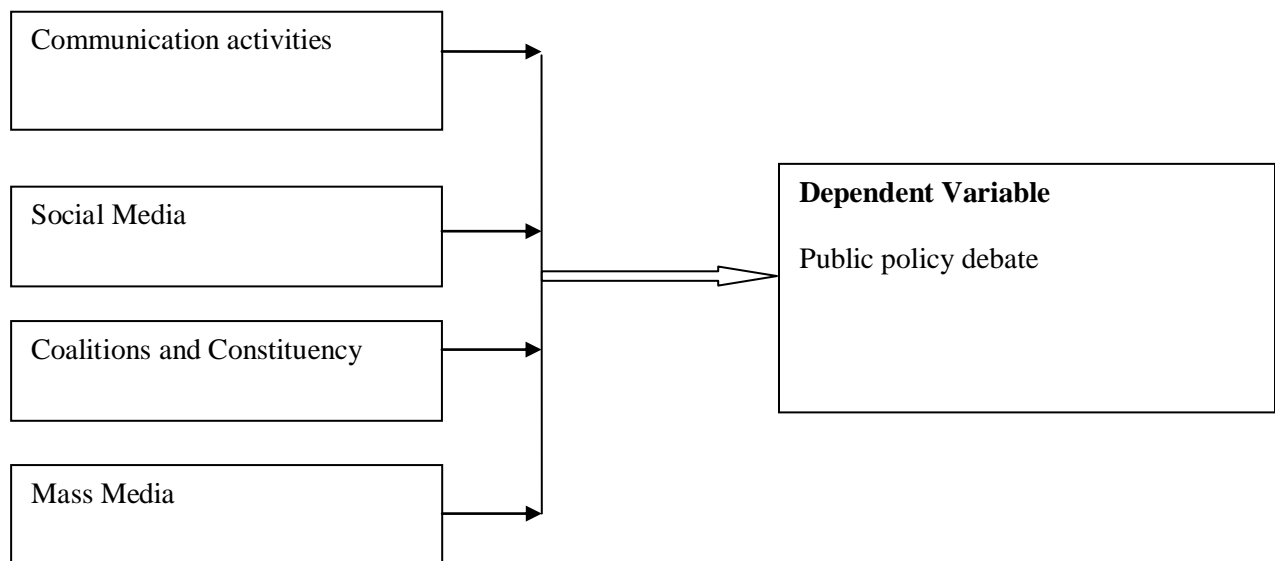 Communication activities
Social Media
Coalitions and Constituency
Mass Media
Dependent Variable
Public policy debate